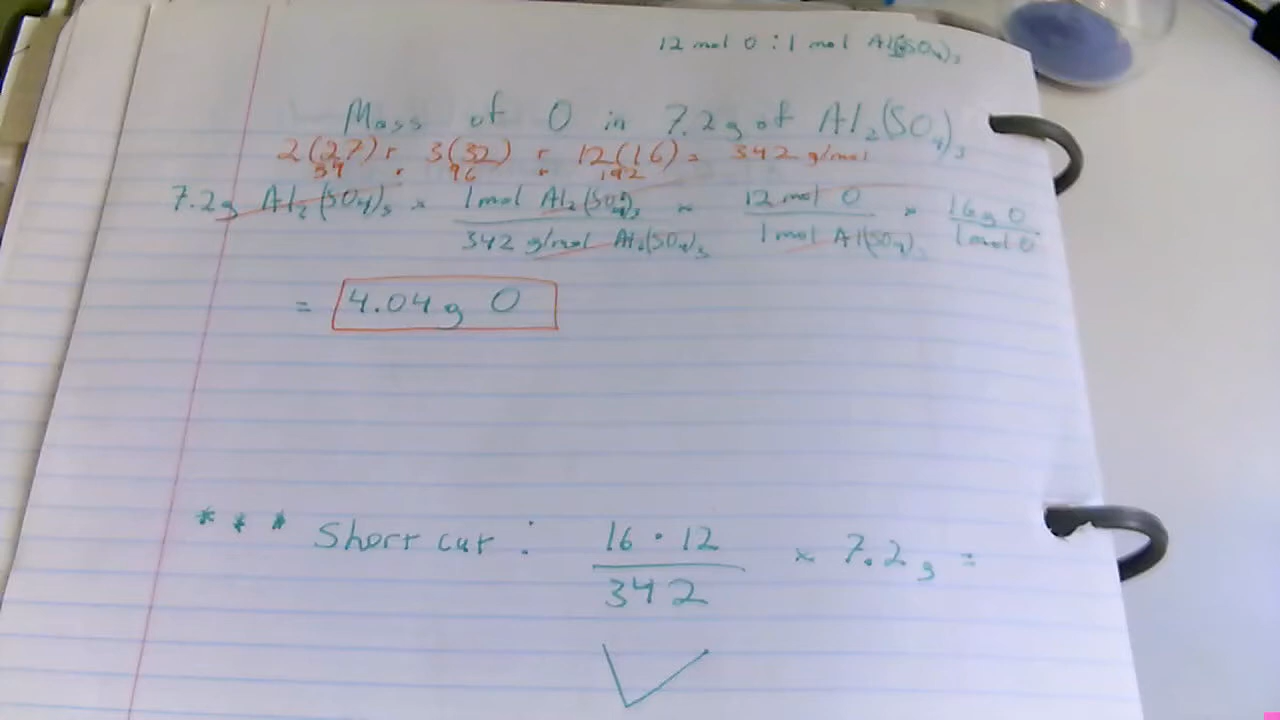 12 mol O : 1 mol Al(SO₄)₃
Mass of O in 7.2g of Al₂(SO₄)₃
2(27) + 3(32) + 12(16) = 342 g/mol
54 + 96 + 192
7.2g Al₂(SO₄)₃ × 1mol Al₂(SO₄)₃ × 12 mol O × 16g O
342 g/mol Al₂(SO₄)₃ 1mol Al(SO₄)₃ 1mol O
= 4.04g O
*** Short cut : 16 · 12 × 7.2g =
342